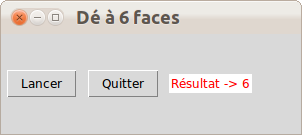 Dé à 6 faces
Lancer Quitter Résultat -> 6